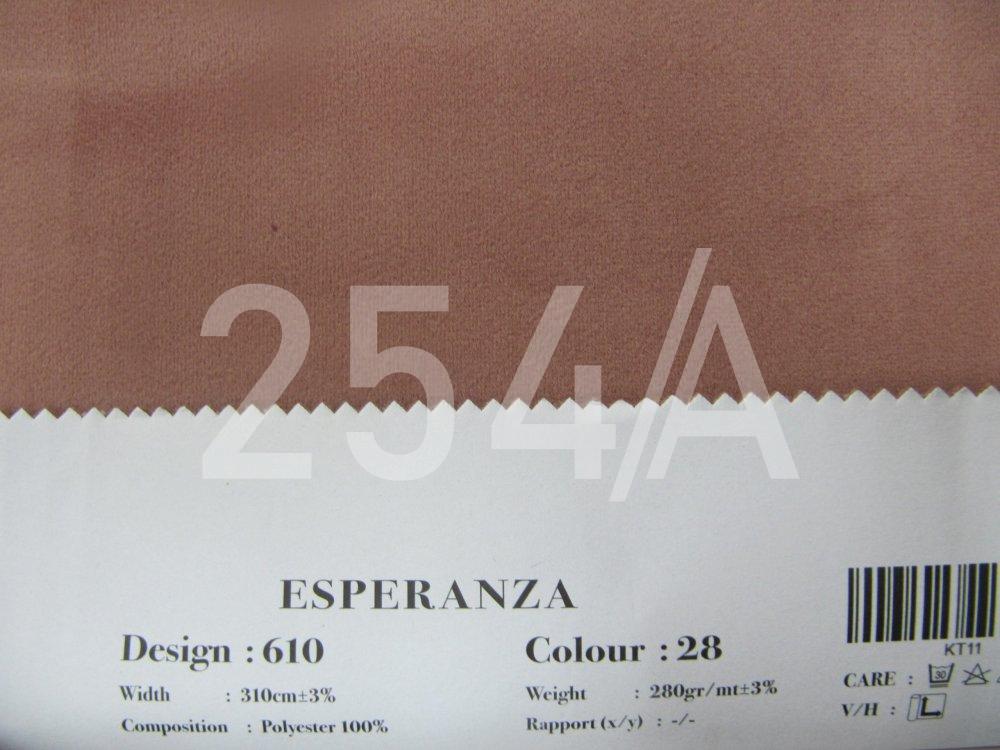 254/A
ESPERANZA
Design : 610
Colour : 28
Width : 310cm±3%
Weight : 280gr/mt±3%
Composition : Polyester 100%
Rapport (x/y) : -/-
KT11
CARE : 30
V/H :